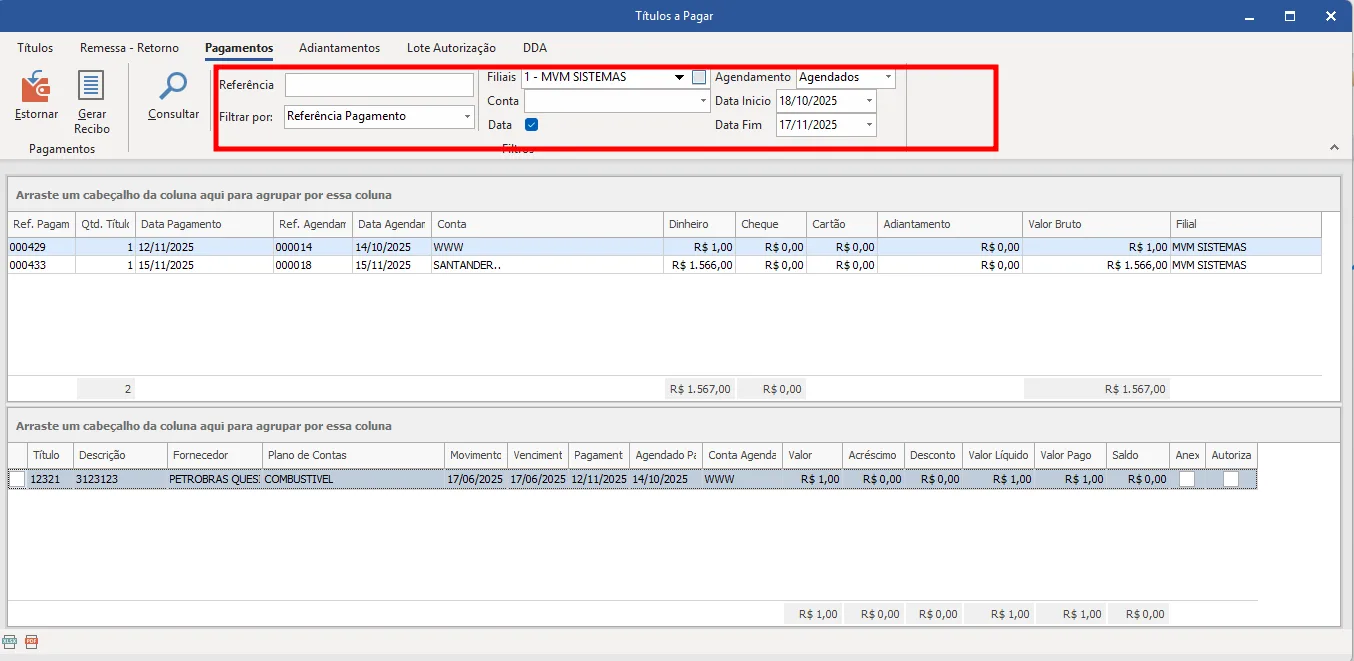 Títulos a Pagar
Títulos Remessa - Retorno Pagamentos Adiantamentos Lote Autorização DDA
Estornar
Gerar Recibo
Consultar
Pagamentos
Referência
Filtrar por: Referência Pagamento
Filiais 1 - MVM SISTEMAS
Conta
Data
Agendamento Agendados
Data Inicio 18/10/2025
Data Fim 17/11/2025
Filtros
Arraste um cabeçalho da coluna aqui para agrupar por essa coluna
Ref. Pagam Qtd. Títulc Data Pagamento Ref. Agendam Data Agendar Conta Dinheiro Cheque Cartão Adiantamento Valor Bruto Filial
000429 1 12/11/2025 000014 14/10/2025 WWW R$ 1,00 R$ 0,00 R$ 0,00 R$ 0,00 R$ 1,00 MVM SISTEMAS
000433 1 15/11/2025 000018 15/11/2025 SANTANDER.. R$ 1.566,00 R$ 0,00 R$ 0,00 R$ 0,00 R$ 1.566,00 MVM SISTEMAS
2 R$ 1.567,00 R$ 0,00 R$ 1.567,00
Arraste um cabeçalho da coluna aqui para agrupar por essa coluna
Título Descrição Fornecedor Plano de Contas Movimento Venciment Pagament Agendado Pa Conta Agenda Valor Acréscimo Desconto Valor Líquido Valor Pago Saldo Anex Autoriza
12321 3123123 PETROBRAS QUES COMBUSTIVEL 17/06/2025 17/06/2025 12/11/2025 14/10/2025 WWW R$ 1,00 R$ 0,00 R$ 0,00 R$ 1,00 R$ 1,00 R$ 0,00
R$ 1,00 R$ 0,00 R$ 0,00 R$ 1,00 R$ 1,00 R$ 0,00